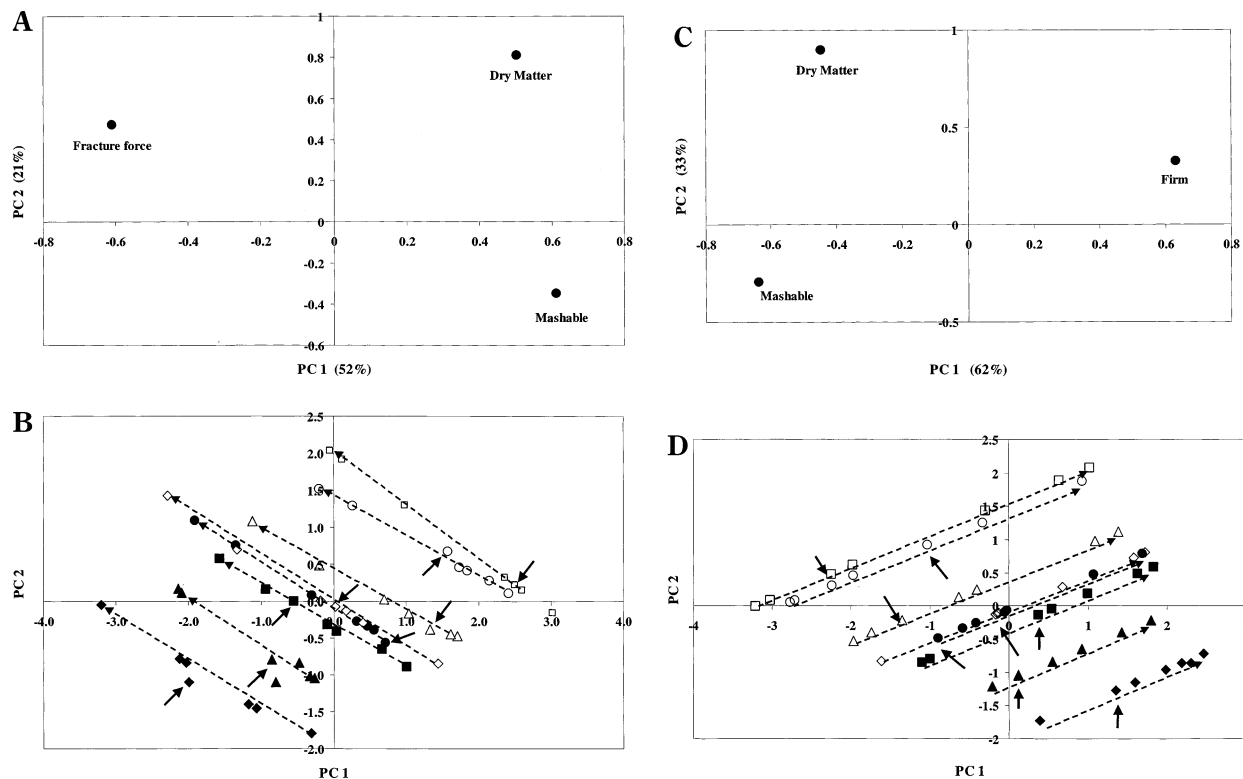 A
1
0.8
Dry Matter
0.6
Fracture force
0.4
PC 2 (21%)
0.2
0
-0.8 -0.6 -0.4 -0.2 0 0.2 0.4 0.6 0.8
-0.2
-0.4
Mashable
-0.6
PC 1 (52%)
C
1
Dry Matter
0.5
PC 2 (33%)
Firm
0
-0.8 -0.6 -0.4 -0.2 0 0.2 0.4 0.6 0.8
Mashable
-0.5
PC 1 (62%)
B
2.5
2.0
1.5
1.0
0.5
PC 2
0.0
-4.0 -3.0 -2.0 -1.0 0.0 1.0 2.0 3.0 4.0
-0.5
-1.0
-1.5
-2.0
PC 1
D
2.5
2
1.5
1
0.5
PC 2
0
-4 -3 -2 -1 0 1 2
-0.5
-1
-1.5
-2
PC 1